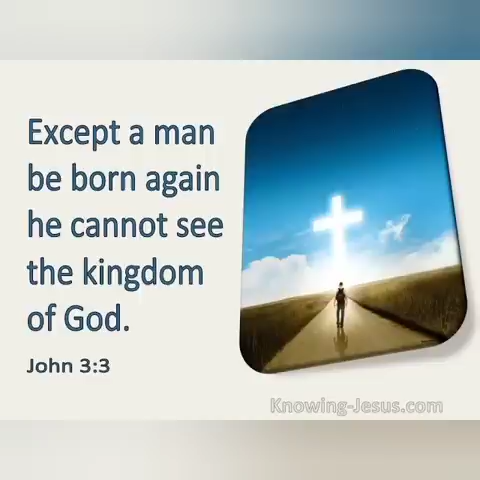 Except a man
be born again
he cannot see
the kingdom
of God.
John 3:3
Knowing-Jesus.com